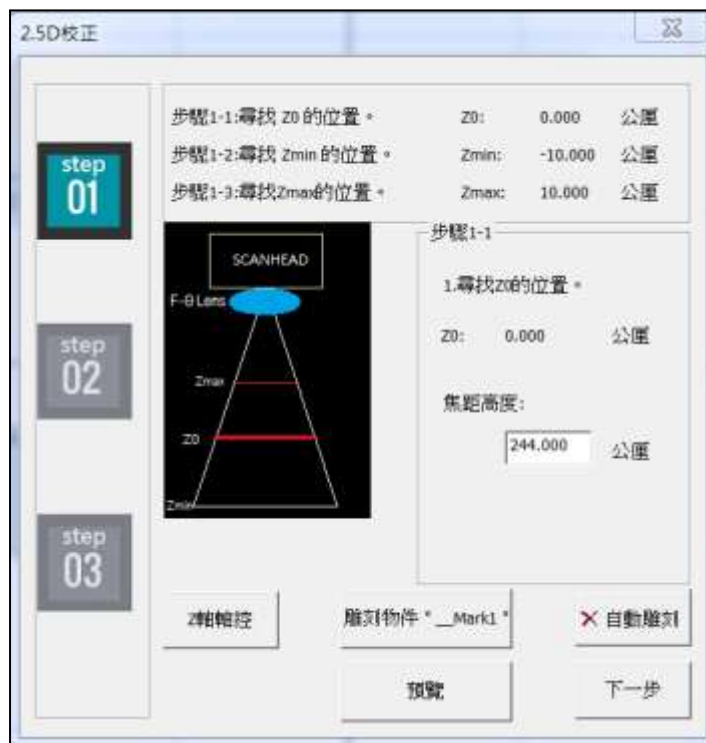 2.5D校正
step
01
step
02
step
03
步驟1-1:尋找 Z0 的位置。 Z0: 0.000 公厘
步驟1-2:尋找 Zmin 的位置。 Zmin: -10.000 公厘
步驟1-3:尋找Zmax的位置。 Zmax: 10.000 公厘
SCANHEAD
F-θ Lens
Zmax
Z0
Zmin
步驟1-1
1.尋找Z0的位置。
Z0: 0.000 公厘
焦距高度:
244.000 公厘
Z軸軸控
雕刻物件 "__Mark1"
自動雕刻
預覽
下一步